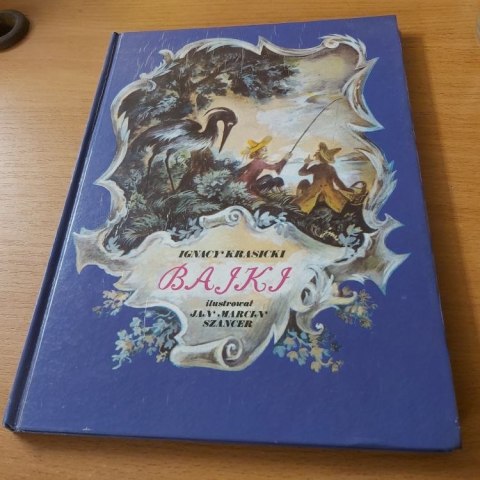 IGNACY KRASICKI
BAJKI
ilustrował
JAN MARCIN
SZANCER